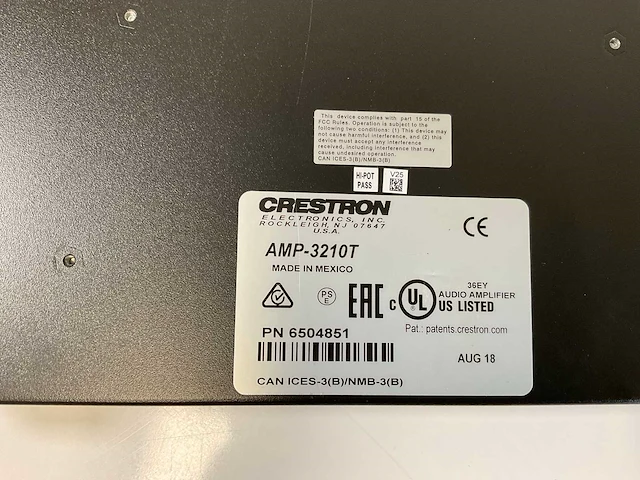 This device complies with part 15 of the
FCC Rules. Operation is subject to the
following two conditions: (1) This device may
not cause harmful interference, and (2) this
device must accept any interference
received, including interference that may
cause undesired operation.
CAN ICES-3(B)/NMB-3(B)
HI-POT
PASS
V25
CRESTRON
ELECTRONICS, INC.
ROCKLEIGH, NJ 07647
U.S.A.
CE
AMP-3210T
MADE IN MEXICO
PS
E
EAC
C UL US LISTED
®
36EY
AUDIO AMPLIFIER
Pat.: patents.crestron.com
PN 6504851
AUG 18
CAN ICES-3(B)/NMB-3(B)